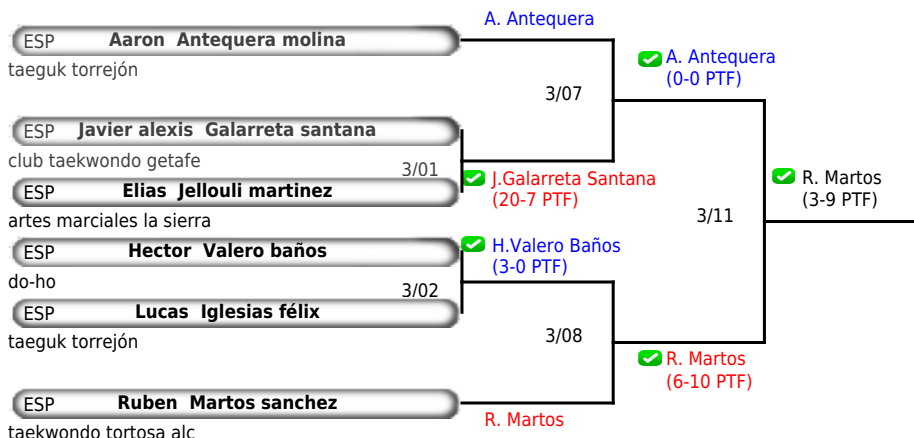 A. Antequera
ESP Aaron Antequera molina
taeguk torrejón
A. Antequera
(0-0 PTF)
3/07
ESP Javier alexis Galarreta santana
club taekwondo getafe
3/01
ESP Elias Jellouli martinez
artes marciales la sierra
J.Galarreta Santana
(20-7 PTF)
R. Martos
(3-9 PTF)
3/11
ESP Hector Valero baños
do-ho
H.Valero Baños
(3-0 PTF)
3/02
ESP Lucas Iglesias félix
taeguk torrejón
3/08
R. Martos
(6-10 PTF)
ESP Ruben Martos sanchez
taekwondo tortosa alc
R. Martos